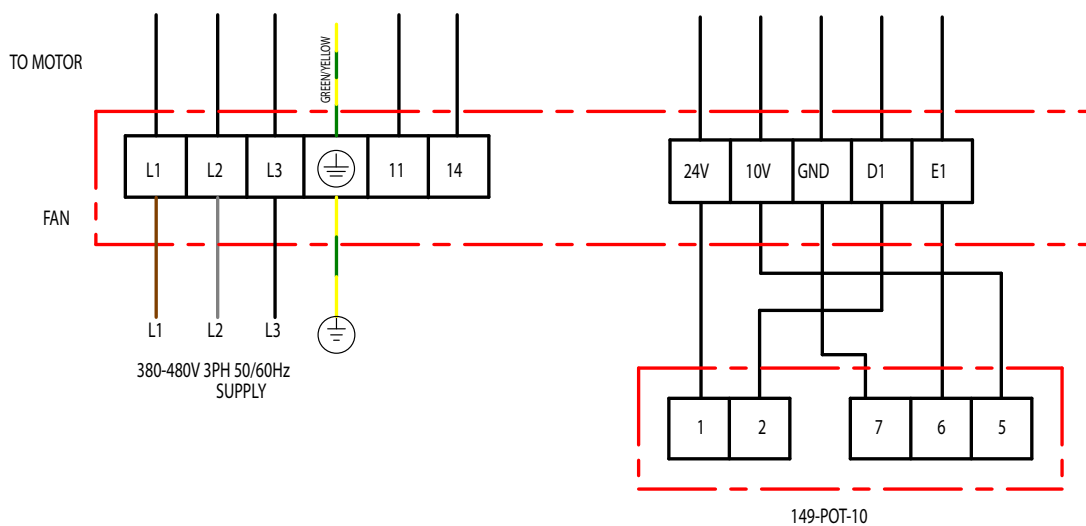 TO MOTOR
GREEN/YELLOW
L1 L2 L3 11 14
24V 10V GND D1 E1
FAN
L1 L2 L3
380-480V 3PH 50/60Hz
SUPPLY
1 2 7 6 5
149-POT-10